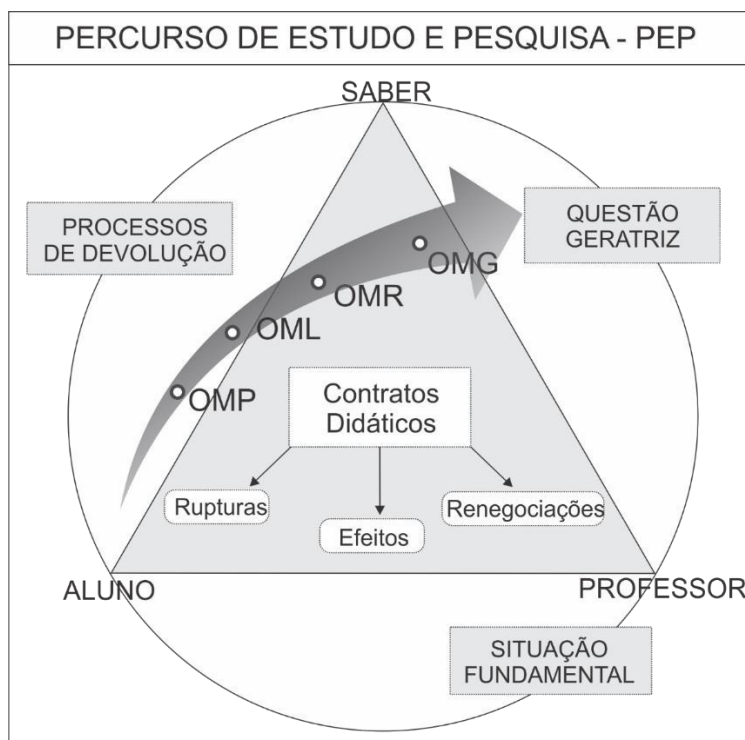 PERCURSO DE ESTUDO E PESQUISA - PEP
SABER
PROCESSOS
DE DEVOLUÇÃO
QUESTÃO
GERATRIZ
OMG
OMR
OML
OMP
Contratos
Didáticos
Rupturas
Efeitos
Renegociações
ALUNO
PROFESSOR
SITUAÇÃO
FUNDAMENTAL